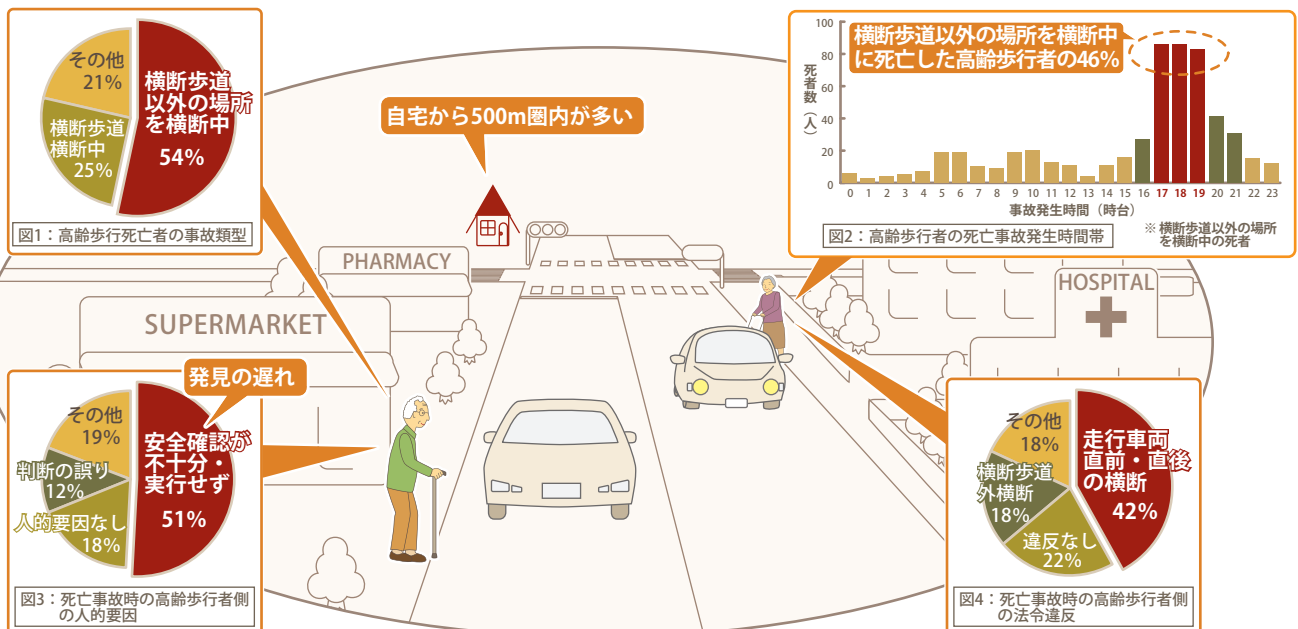 その他
21%
横断歩道
以外の場所
を横断中
54%
横断歩道
横断中
25%
図1：高齢歩行死亡者の事故類型
自宅から500m圏内が多い
横断歩道以外の場所を横断中
に死亡した高齢歩行者の46%
死者数（人）
100
80
60
40
20
0
0 1 2 3 4 5 6 7 8 9 10 11 12 13 14 15 16 17 18 19 20 21 22 23
事故発生時間（時台）
図2：高齢歩行者の死亡事故発生時間帯
※横断歩道以外の場所
を横断中の死者
PHARMACY
SUPERMARKET
HOSPITAL
発見の遅れ
その他
19%
安全確認が
不十分・
実行せず
51%
判断の誤り
12%
人的要因なし
18%
図3：死亡事故時の高齢歩行者側
の人的要因
その他
18%
走行車両
直前・直後
の横断
42%
横断歩道
外横断
18%
違反なし
22%
図4：死亡事故時の高齢歩行者側
の法令違反